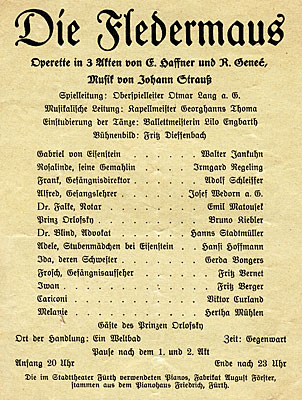 Die Fledermaus
Operette in 3 Akten von E. Haffner und R. Geneé,
Musik von Johann Strauß
Spielleitung: Oberspielleiter Otmar Lang a. G.
Musikalische Leitung: Kapellmeister Georghanns Thoma
Einstudierung der Tänze: Ballettmeisterin Lilo Engbarth
Bühnenbild: Fritz Dieffenbach
Gabriel von Eisenstein . . . . . . Walter Jankuhn
Rosalinde, seine Gemahlin . . . . . . Irmgard Regeling
Frank, Gefängnisdirektor . . . . . . Adolf Schleiffer
Alfred, Gesangslehrer . . . . . . Josef Wedorn a. G.
Dr. Falke, Notar . . . . . . Emil Matousek
Prinz Orlofsky . . . . . . Bruno Riebler
Dr. Blind, Advokat . . . . . . Hanns Stadtmüller
Adele, Stubenmädchen bei Eisenstein . . . Hansi Hoffmann
Ida, deren Schwester . . . . . . Gerda Bongers
Frosch, Gefängnisaufseher . . . . . . Fritz Bernet
Iwan . . . . . . Fritz Berger
Cariconi . . . . . . Viktor Curland
Melanie . . . . . . Hertha Mühlen
Gäste des Prinzen Orlofsky
Ort der Handlung: Ein Weltbad Zeit: Gegenwart
Pause nach dem 1. und 2. Akt
Anfang 20 Uhr Ende nach 23 Uhr
Die im Stadttheater Fürth verwendeten Pianos, Fabrikat August Förster,
stammen aus dem Pianohaus Friedrich, Fürth.